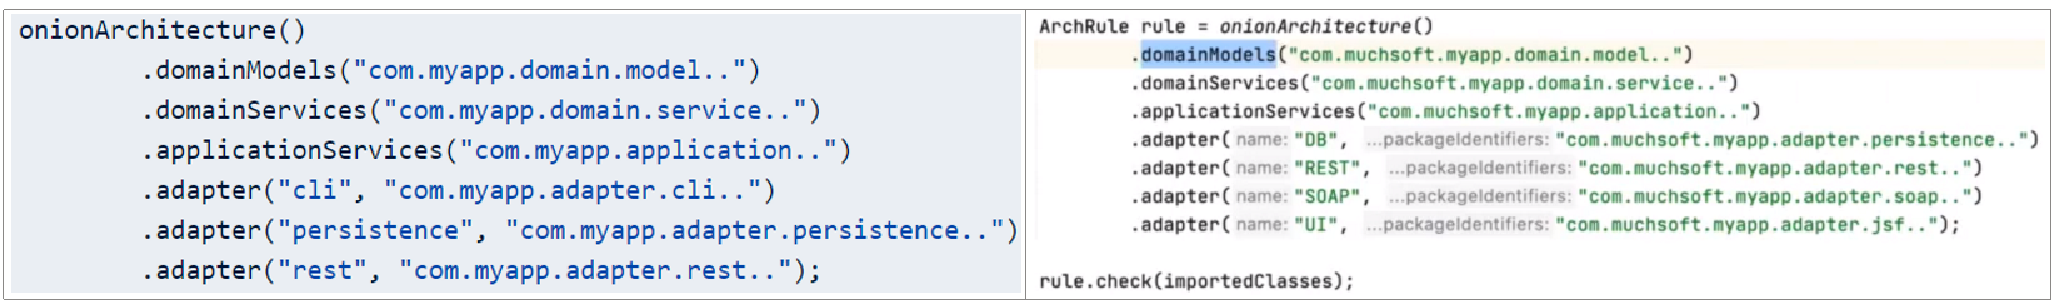 onionArchitecture()
.domainModels("com.myapp.domain.model..")
.domainServices("com.myapp.domain.service..")
.applicationServices("com.myapp.application..")
.adapter("cli", "com.myapp.adapter.cli..")
.adapter("persistence", "com.myapp.adapter.persistence..")
.adapter("rest", "com.myapp.adapter.rest..");
ArchRule rule = onionArchitecture()
.domainModels("com.muchsoft.myapp.domain.model..")
.domainServices("com.muchsoft.myapp.domain.service..")
.applicationServices("com.muchsoft.myapp.application..")
.adapter( name: "DB", ...packageIdentifiers: "com.muchsoft.myapp.adapter.persistence..")
.adapter( name: "REST", ...packageIdentifiers: "com.muchsoft.myapp.adapter.rest..")
.adapter( name: "SOAP", ...packageIdentifiers: "com.muchsoft.myapp.adapter.soap..")
.adapter( name: "UI", ...packageIdentifiers: "com.muchsoft.myapp.adapter.jsf..");
rule.check(importedClasses);